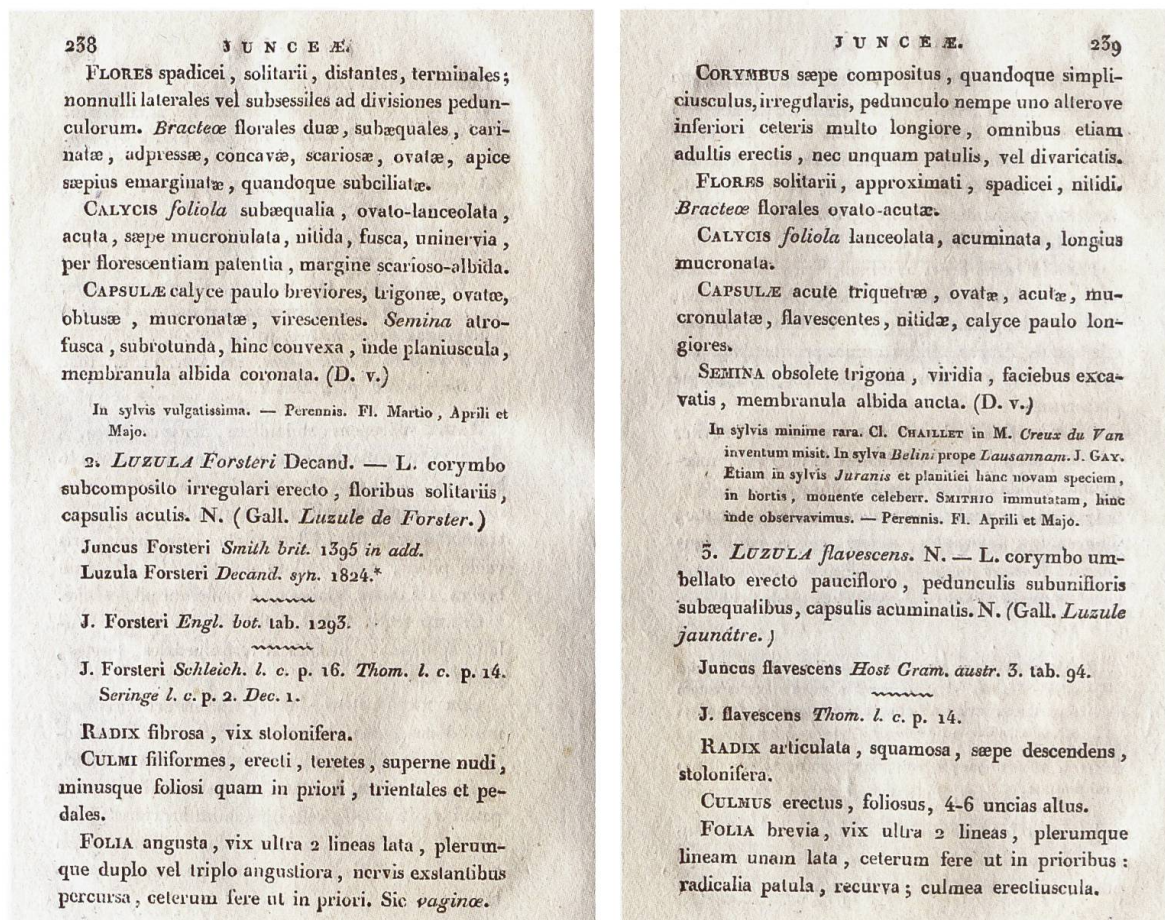 238 JUNCEÆ.
FLORES spadicei, solitarii, distantes, terminales;
nonnulli laterales vel subsessiles ad divisiones pedun-
culorum. Bracteæ florales duæ, subæquales, cari-
natæ, adpressæ, concavæ, scariosæ, ovatæ, apice
sæpius emarginatæ, quandoque subciliatæ.
CALYCIS foliola subæqualia, ovato-lanceolata,
acuta, sæpe mucronulata, nitida, fusca, uninervia,
per florescentiam patentia, margine scarioso-albida.
CAPSULÆ calyce paulo breviores, trigonæ, ovatæ,
obtusæ, mucronatæ, virescentes. Semina atro-
fusca, subrotunda, hinc convexa, inde planiuscula,
membranula albida coronata. (D. v.)
In sylvis vulgatissima. — Perennis. Fl. Martio, Aprili et
Majo.
2. LUZULA Forsteri Decand. — L. corymbo
subcomposito irregulari erecto, floribus solitariis,
capsulis acutis. N. (Gall. Luzule de Forster.)
Juncus Forsteri Smith brit. 1395 in add.
Luzula Forsteri Decand. syn. 1824.*
J. Forsteri Engl. bot. tab. 1293.
J. Forsteri Schleich. l. c. p. 16. Thom. l. c. p. 14.
Seringe l. c. p. 2. Dec. 1.
RADIX fibrosa, vix stolonifera.
CULMI filiformes, erecti, teretes, superne nudi,
minusque foliosi quam in priori, trientales et pe-
dales.
FOLIA angusta, vix ultra 2 lineas lata, plerum-
que duplo vel triplo angustiora, nervis exstantibus
percursa, ceterum fere ut in priori. Sic vaginæ.
JUNCEÆ. 239
CORYMBUS sæpe compositus, quandoque simpli-
ciusculus, irregularis, pedunculo nempe uno alterove
inferiori ceteris multo longiore, omnibus etiam
adultis erectis, nec unquam patulis, vel divaricatis.
FLORES solitarii, approximati, spadicei, nitidi.
Bracteæ florales ovato-acutæ.
CALYCIS foliola lanceolata, acuminata, longius
mucronata.
CAPSULÆ acute triquetræ, ovatæ, acutæ, mu-
cronulatæ, flavescentes, nitidæ, calyce paulo lon-
giores.
SEMINA obsolete trigona, viridia, faciebus exca-
vatis, membranula albida aucta. (D. v.)
In sylvis minime rara. Cl. CHAILLET in M. Creux du Van
inventum misit. In sylva Belini prope Lausannam. J. GAY.
Etiam in sylvis Juranis et planitiei hanc novam speciem,
in hortis, monente celeberr. SMITHIO immutatam, hinc
inde observavimus. — Perennis. Fl. Aprili et Majo.
3. LUZULA flavescens. N. — L. corymbo um-
bellato erecto paucifloro, pedunculis subunifloris
subæqualibus, capsulis acuminatis. N. (Gall. Luzule
jaunâtre.)
Juncus flavescens Host Gram. austr. 3. tab. 94.
J. flavescens Thom. l. c. p. 14.
RADIX articulata, squamosa, sæpe descendens,
stolonifera.
CULMUS erectus, foliosus, 4-6 uncias altus.
FOLIA brevia, vix ultra 2 lineas, plerumque
lineam unam lata, ceterum fere ut in prioribus:
radicalia patula, recurva; culmea erectiuscula.